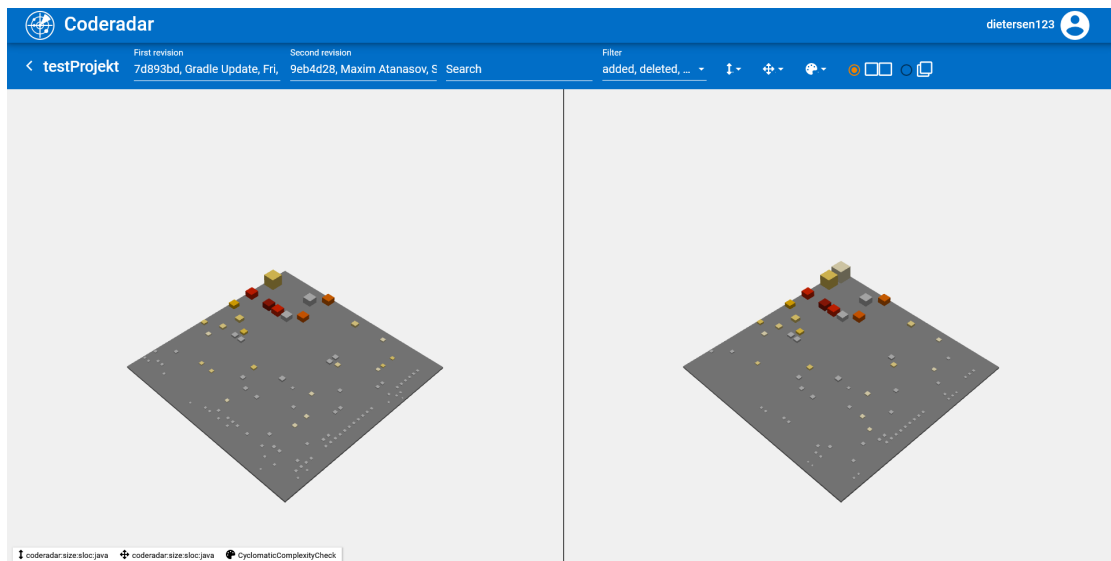 Coderadar
dietersen123
testProjekt
First revision
7d893bd, Gradle Update, Fri,
Second revision
9eb4d28, Maxim Atanasov, S
Search
Filter
added, deleted, ...
coderadar:size:sloc:java coderadar:size:sloc:java CyclomaticComplexityCheck